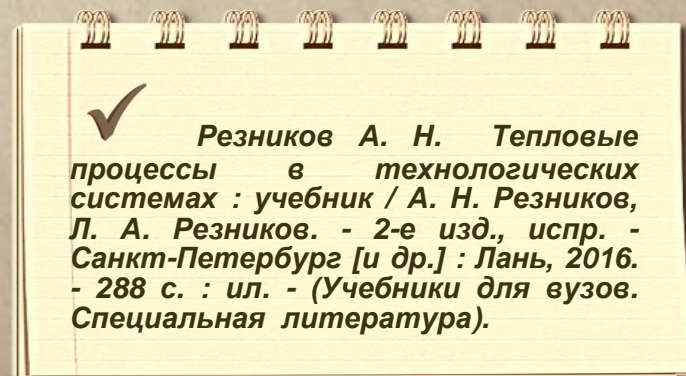 Резников А. Н. Тепловые
процессы в технологических
системах : учебник / А. Н. Резников,
Л. А. Резников. - 2-е изд., испр. -
Санкт-Петербург [и др.] : Лань, 2016.
- 288 с. : ил. - (Учебники для вузов.
Специальная литература).